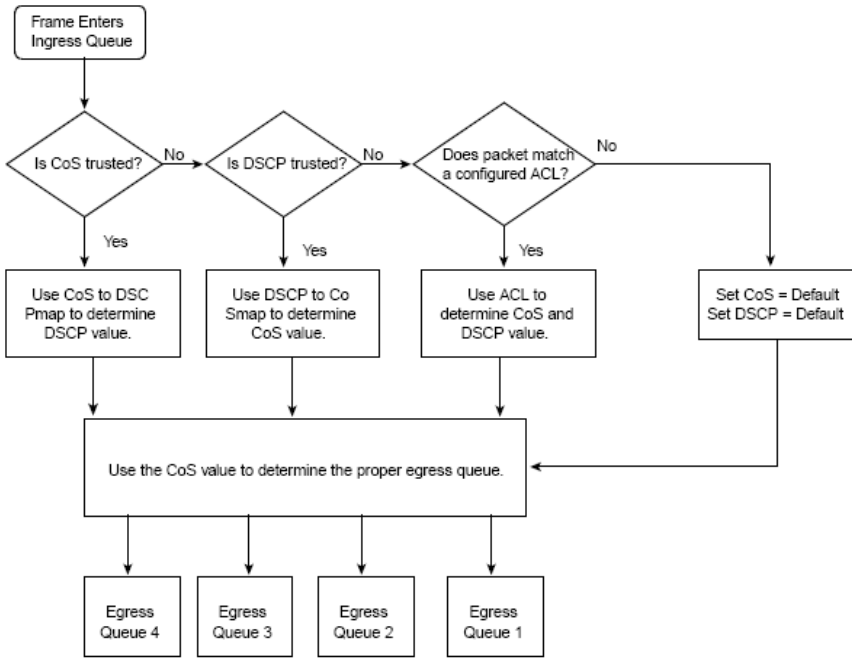 Frame Enters
Ingress Queue
Is CoS trusted?
No
Is DSCP trusted?
No
Does packet match
a configured ACL?
No
Yes
Yes
Yes
Use CoS to DSC
Pmap to determine
DSCP value.
Use DSCP to Co
Smap to determine
CoS value.
Use ACL to
determine CoS and
DSCP value.
Set CoS = Default
Set DSCP = Default
Use the CoS value to determine the proper egress queue.
Egress
Queue 4
Egress
Queue 3
Egress
Queue 2
Egress
Queue 1